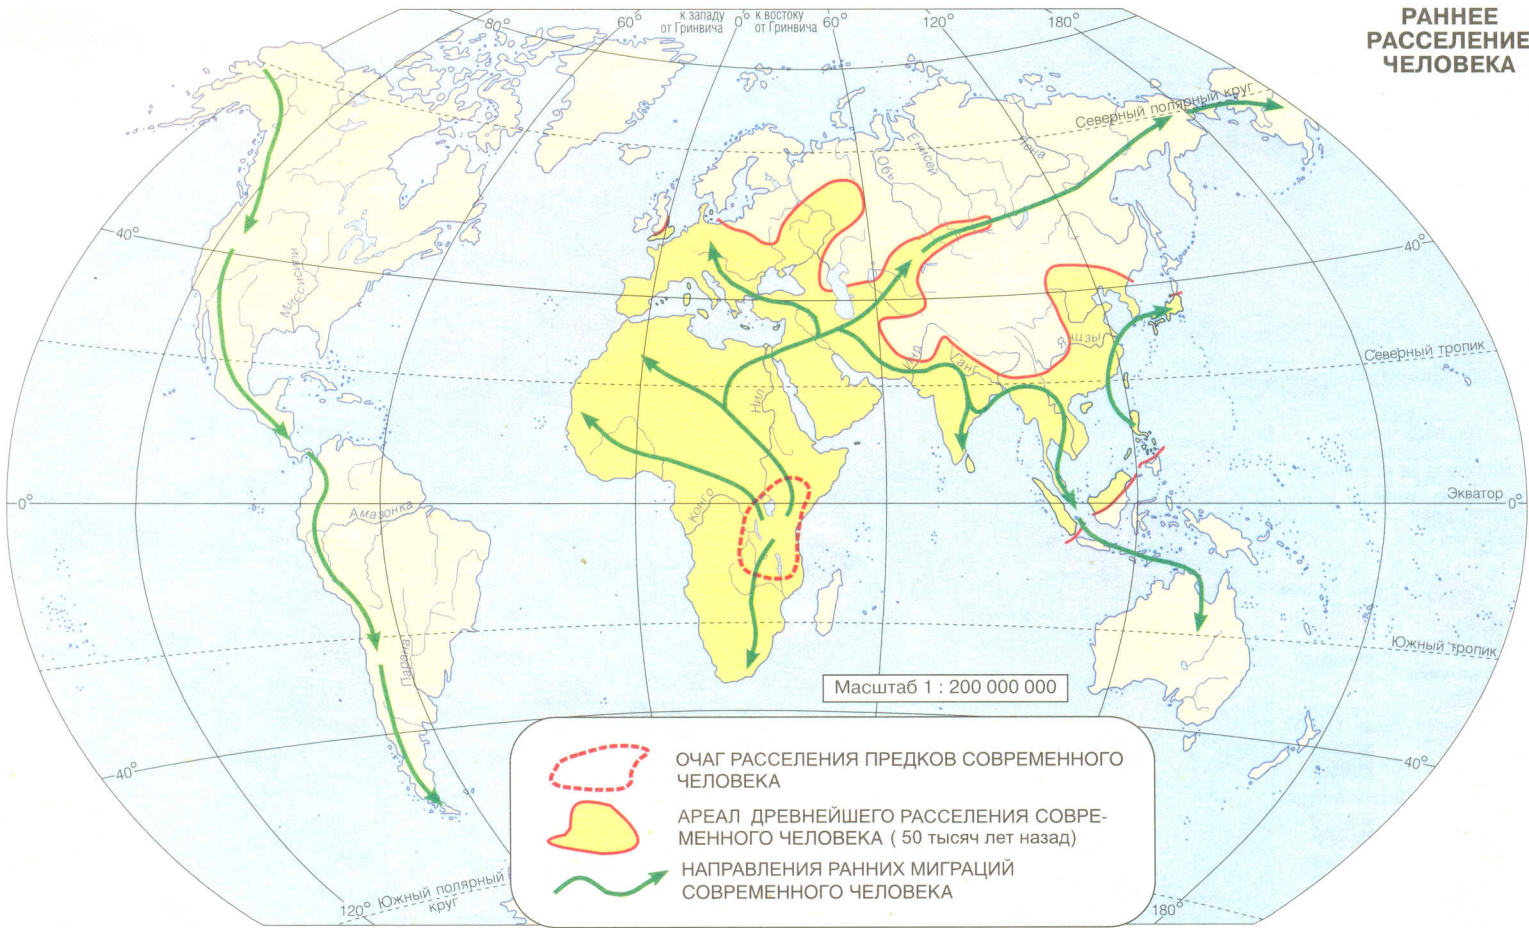 РАННЕЕ
РАССЕЛЕНИЕ
ЧЕЛОВЕКА
к западу
от Гринвича
0°
к востоку
от Гринвича
80°
60°
60°
120°
180°
Северный полярный круг
Лена
Енисей
Обь
40°
40°
Миссисипи
Янцзы
Инд
Ганг
Северный тропик
Нил
Конго
Амазонка
0°
Экватор
0°
Парана
Южный тропик
Масштаб 1 : 200 000 000
40°
40°
ОЧАГ РАССЕЛЕНИЯ ПРЕДКОВ СОВРЕМЕННОГО
ЧЕЛОВЕКА
АРЕАЛ ДРЕВНЕЙШЕГО РАССЕЛЕНИЯ СОВРЕ-
МЕННОГО ЧЕЛОВЕКА ( 50 тысяч лет назад)
НАПРАВЛЕНИЯ РАННИХ МИГРАЦИЙ
СОВРЕМЕННОГО ЧЕЛОВЕКА
120°
Южный полярный
круг
180°